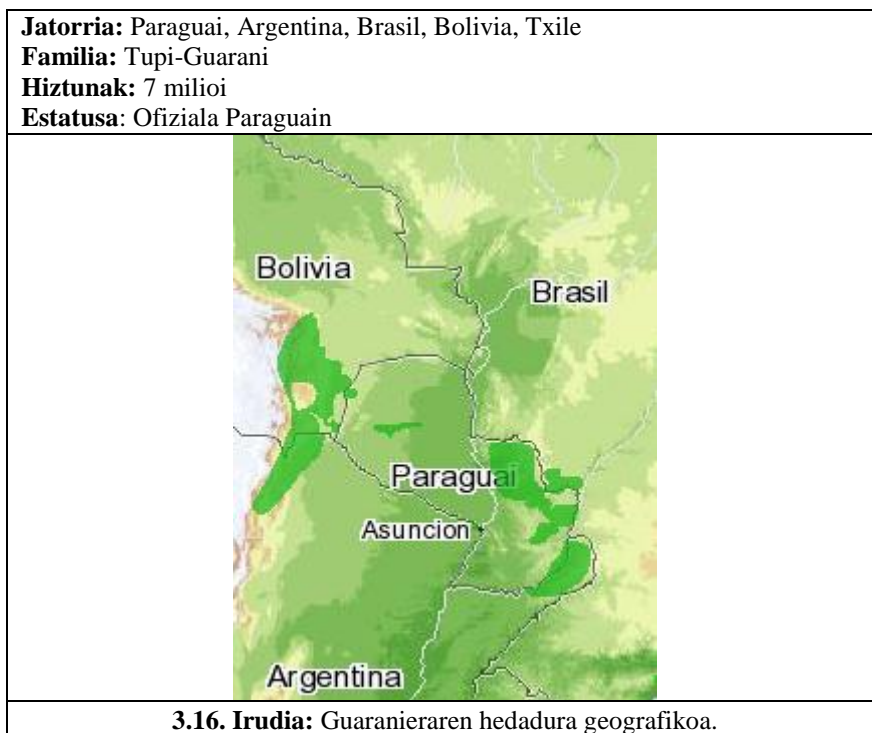 Jatorria: Paraguai, Argentina, Brasil, Bolivia, Txile
Familia: Tupi-Guarani
Hiztunak: 7 milioi
Estatusa: Ofiziala Paraguain
Bolivia
Brasil
Paraguai
Asuncion
Argentina
3.16. Irudia: Guaranieraren hedadura geografikoa.